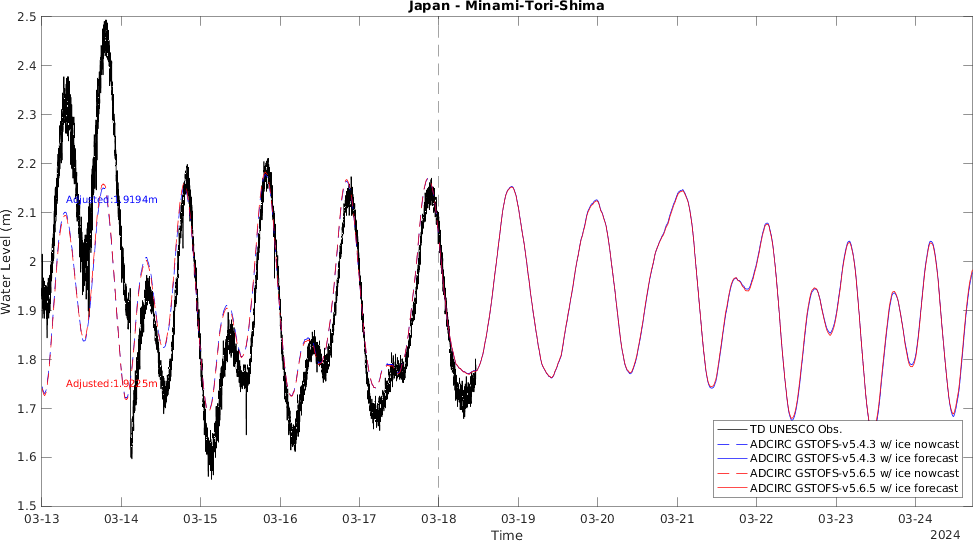 Japan - Minami-Tori-Shima
2.5
2.4
2.3
2.2
2.1
2
1.9
1.8
1.7
1.6
1.5
Water Level (m)
Adjusted:1.9194m
Adjusted:1.9225m
TD UNESCO Obs.
ADCIRC GSTOFS-v5.4.3 w/ ice nowcast
ADCIRC GSTOFS-v5.4.3 w/ ice forecast
ADCIRC GSTOFS-v5.6.5 w/ ice nowcast
ADCIRC GSTOFS-v5.6.5 w/ ice forecast
03-13 03-14 03-15 03-16 03-17 03-18 03-19 03-20 03-21 03-22 03-23 03-24
Time
2024